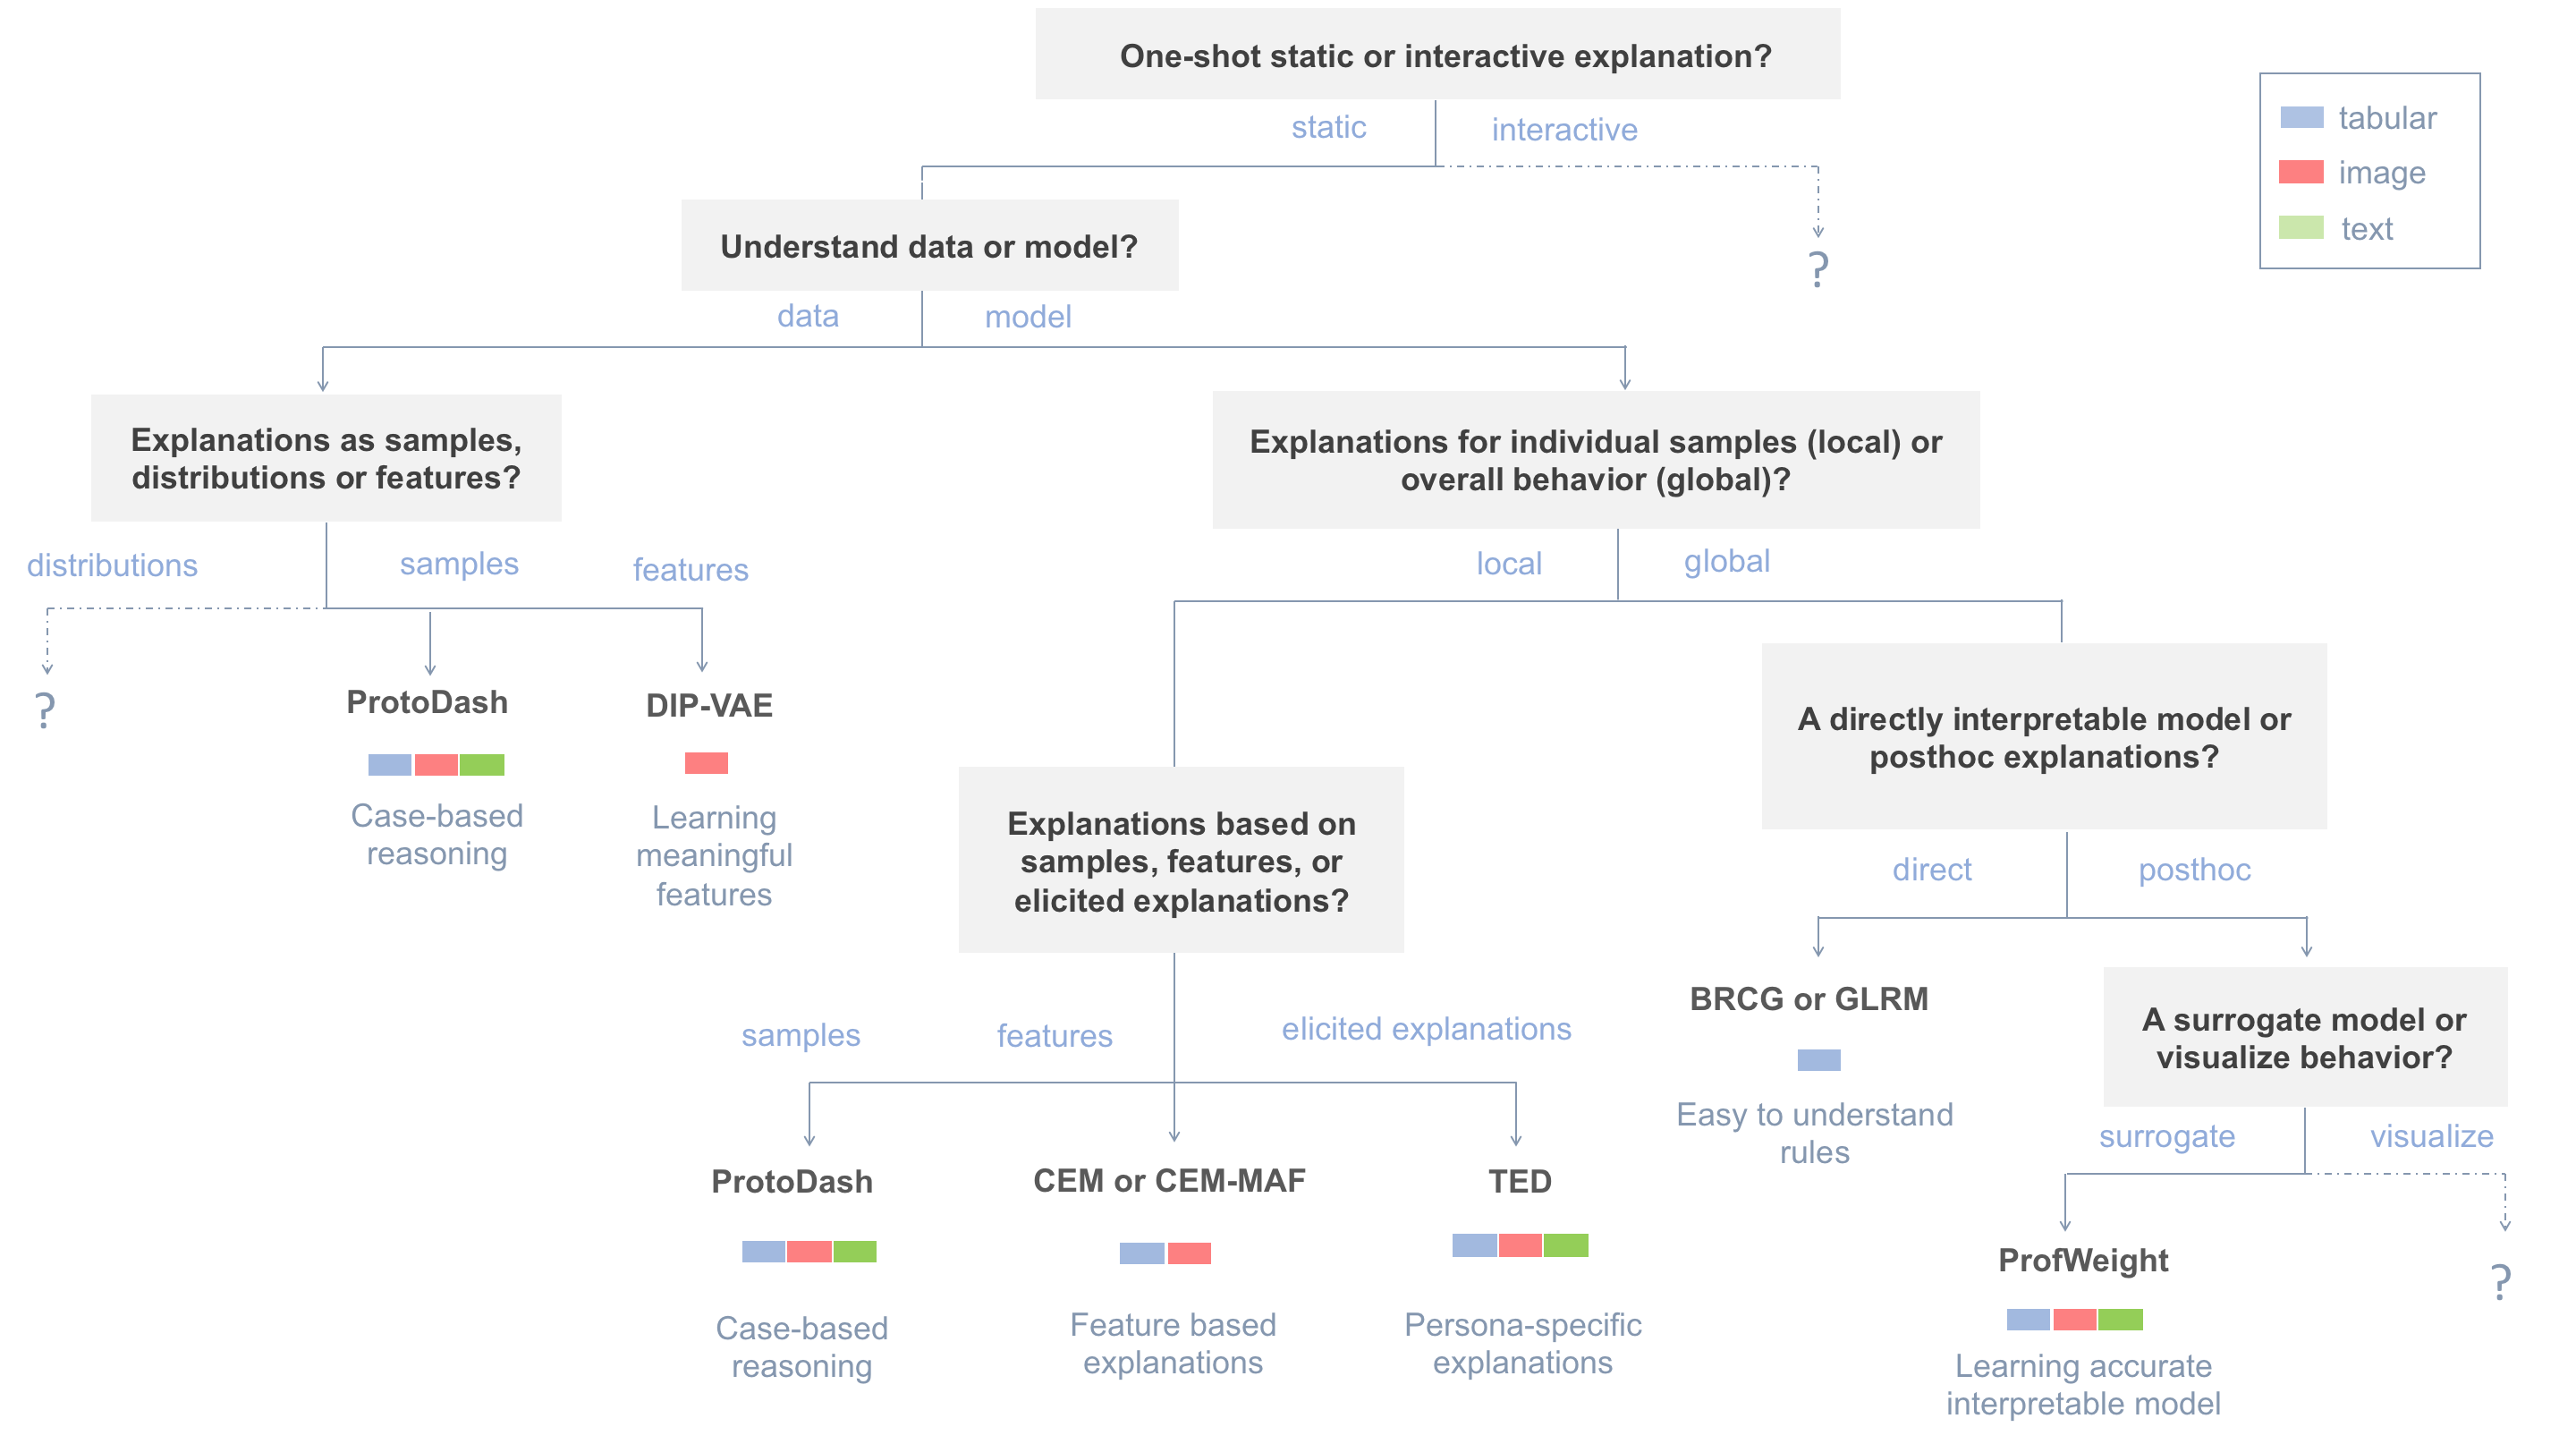 One-shot static or interactive explanation?
static
interactive
tabular
image
text
Understand data or model?
?
data
model
Explanations as samples,
distributions or features?
Explanations for individual samples (local) or
overall behavior (global)?
distributions
samples
features
local
global
?
ProtoDash
Case-based
reasoning
DIP-VAE
Learning
meaningful
features
A directly interpretable model or
posthoc explanations?
Explanations based on
samples, features, or
elicited explanations?
direct
posthoc
samples
features
elicited explanations
BRCG or GLRM
Easy to understand
rules
A surrogate model or
visualize behavior?
surrogate
visualize
ProtoDash
Case-based
reasoning
CEM or CEM-MAF
Feature based
explanations
TED
Persona-specific
explanations
ProfWeight
Learning accurate
interpretable model
?